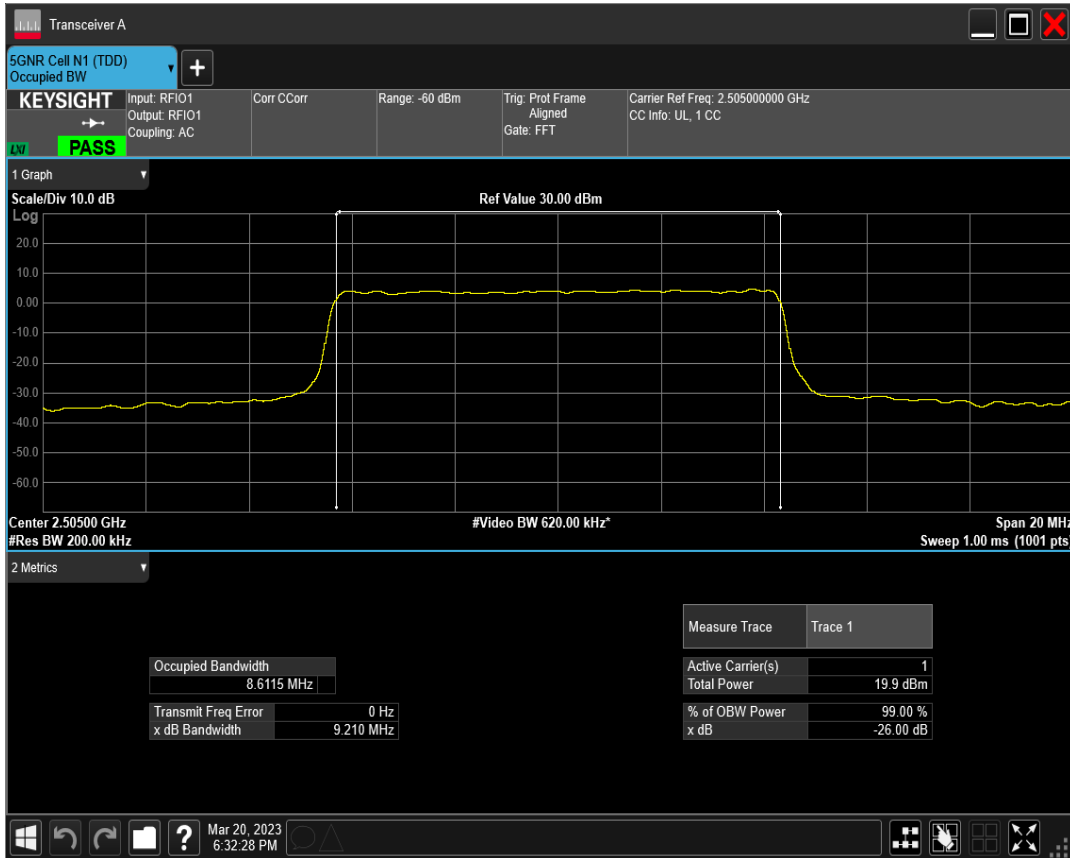 Transceiver A
5GNR Cell N1 (TDD)
Occupied BW
+
KEYSIGHT
LXI
PASS
Input: RFIO1
Output: RFIO1
Coupling: AC
Corr CCorr
Range: -60 dBm
Trig: Prot Frame
Aligned
Gate: FFT
Carrier Ref Freq: 2.505000000 GHz
CC Info: UL, 1 CC
1 Graph
Scale/Div 10.0 dB
Ref Value 30.00 dBm
Log
20.0
10.0
0.00
-10.0
-20.0
-30.0
-40.0
-50.0
-60.0
Center 2.50500 GHz
#Video BW 620.00 kHz*
Span 20 MHz
#Res BW 200.00 kHz
Sweep 1.00 ms (1001 pts)
2 Metrics
Measure Trace Trace 1
Occupied Bandwidth
8.6115 MHz
Active Carrier(s) 1
Total Power 19.9 dBm
Transmit Freq Error 0 Hz
x dB Bandwidth 9.210 MHz
% of OBW Power 99.00 %
x dB -26.00 dB
?
Mar 20, 2023
6:32:28 PM